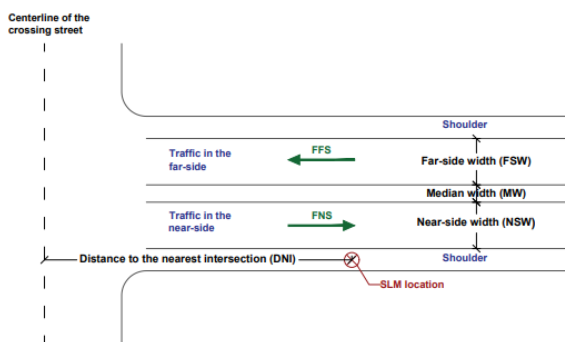 Centerline of the
crossing street
Shoulder
Traffic in the
far-side
FFS
Far-side width (FSW)
Median width (MW)
Traffic in the
near-side
FNS
Near-side width (NSW)
Distance to the nearest intersection (DNI)
Shoulder
SLM location